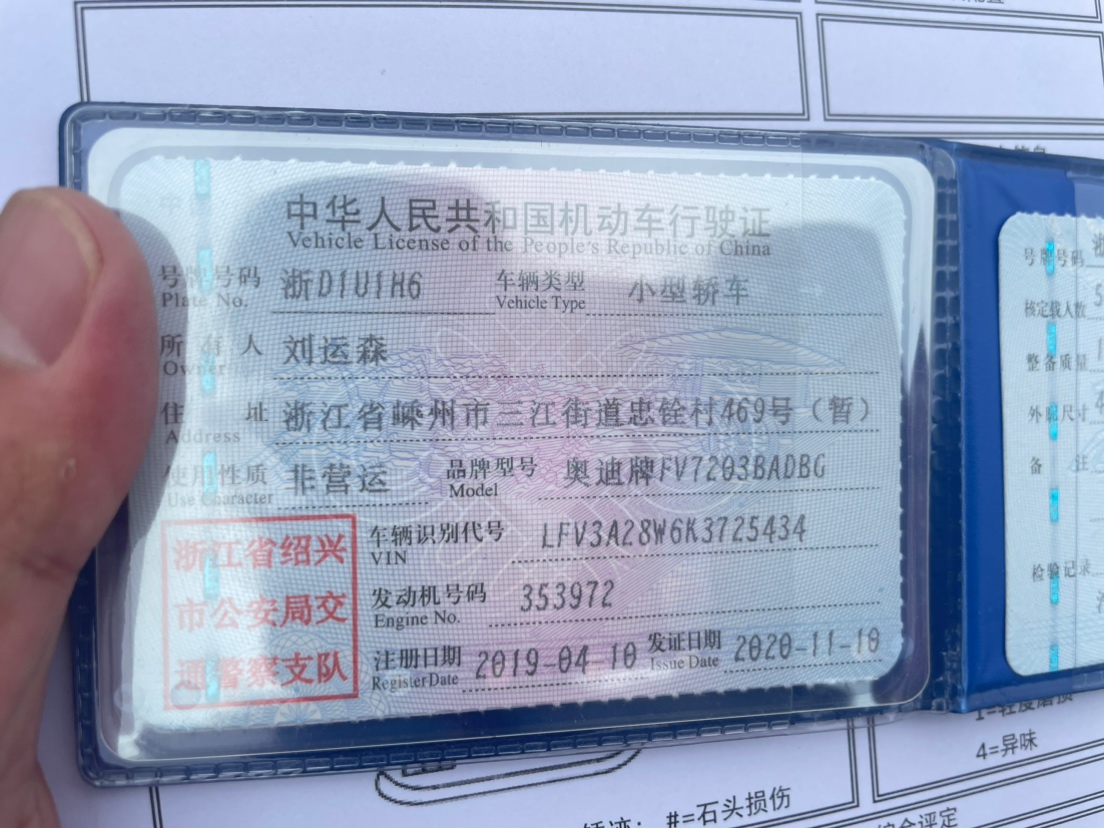 中华人民共和国机动车行驶证
Vehicle License of the People's Republic of China
号牌号码 浙D1U1H6 车辆类型 小型轿车
Plate No. Vehicle Type
所有人 刘运森
Owner
住址 浙江省嵊州市三江街道忠铨村469号（暂）
Address
使用性质 非营运 品牌型号 奥迪牌FV7203BADBG
Use Character Model
浙江省绍兴
市公安局交
通警察支队
车辆识别代号 LFV3A28W6K3725434
VIN
发动机号码 353972
Engine No.
注册日期 2019-04-10 发证日期 2020-11-10
Register Date Issue Date
号牌号码 浙
核定载人数 5
整备质量 1
外廓尺寸
备注
检验记录
4=异味
#=石头损伤
综合评定